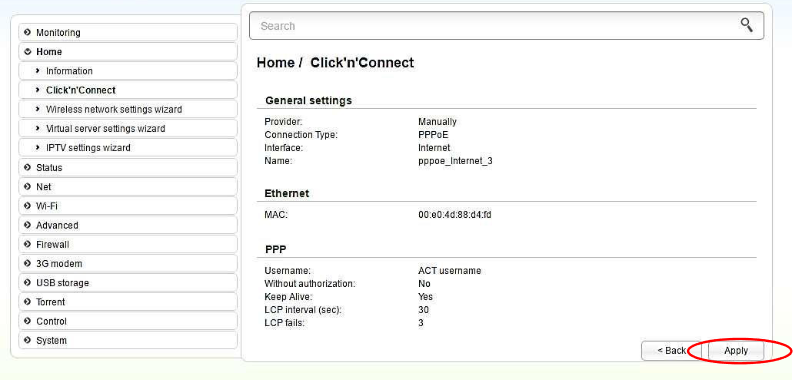 Monitoring
Home
Information
Click'n'Connect
Wireless network settings wizard
Virtual server settings wizard
IPTV settings wizard
Status
Net
Wi-Fi
Advanced
Firewall
3G modem
USB storage
Torrent
Control
System
Search
Home / Click'n'Connect
General settings
Provider: Manually
Connection Type: PPPoE
Interface: Internet
Name: pppoe_Internet_3
Ethernet
MAC: 00:e0:4d:88:d4:fd
PPP
Username: ACT username
Without authorization: No
Keep Alive: Yes
LCP interval (sec): 30
LCP fails: 3
< Back Apply